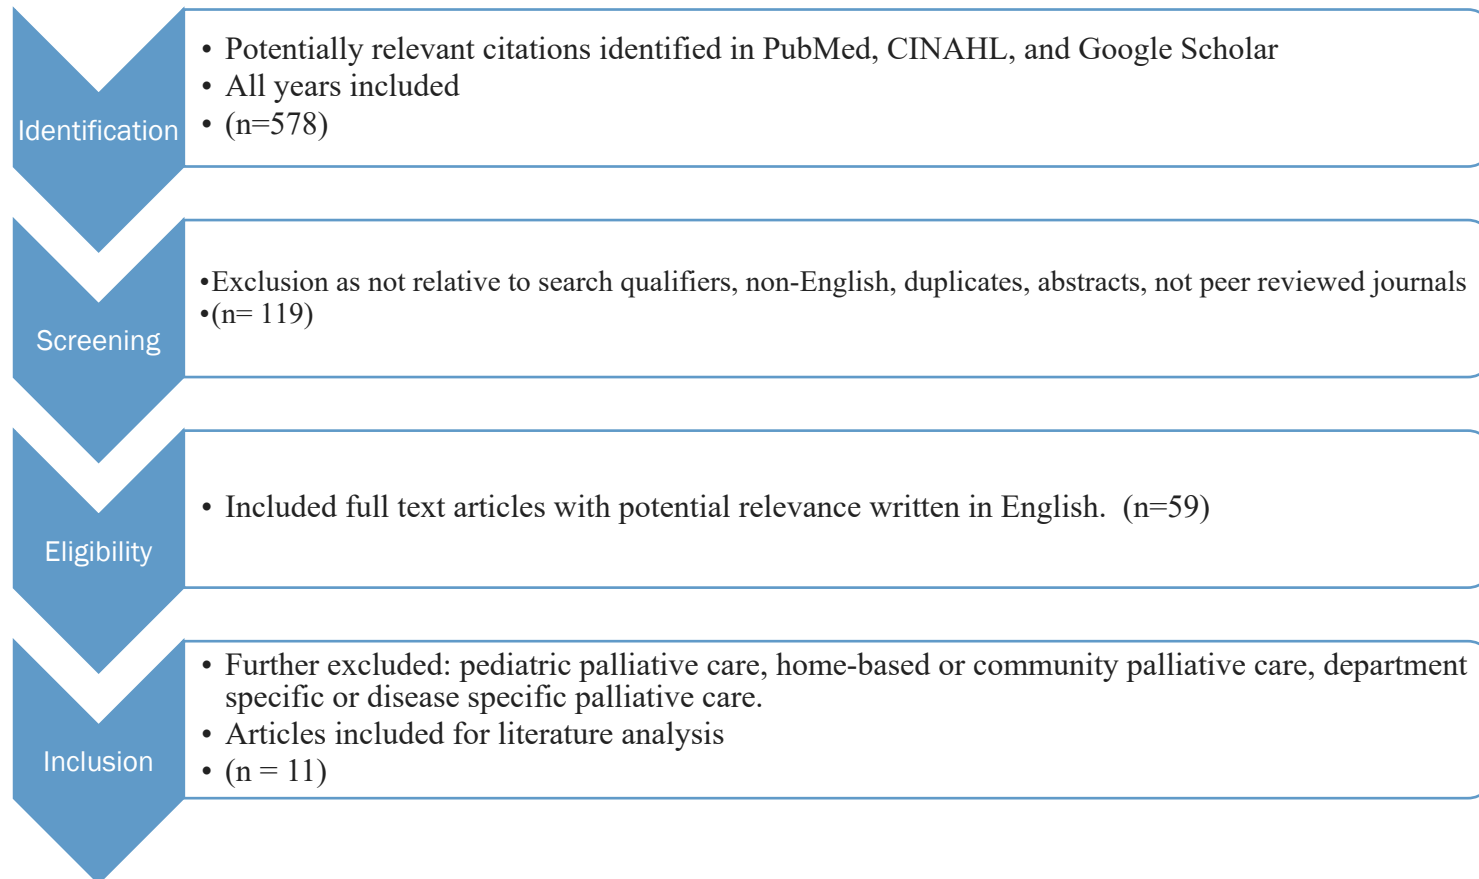 Identification
• Potentially relevant citations identified in PubMed, CINAHL, and Google Scholar
• All years included
• (n=578)
Screening
•Exclusion as not relative to search qualifiers, non-English, duplicates, abstracts, not peer reviewed journals
•(n= 119)
Eligibility
• Included full text articles with potential relevance written in English.  (n=59)
Inclusion
• Further excluded: pediatric palliative care, home-based or community palliative care, department
specific or disease specific palliative care.
• Articles included for literature analysis
• (n = 11)